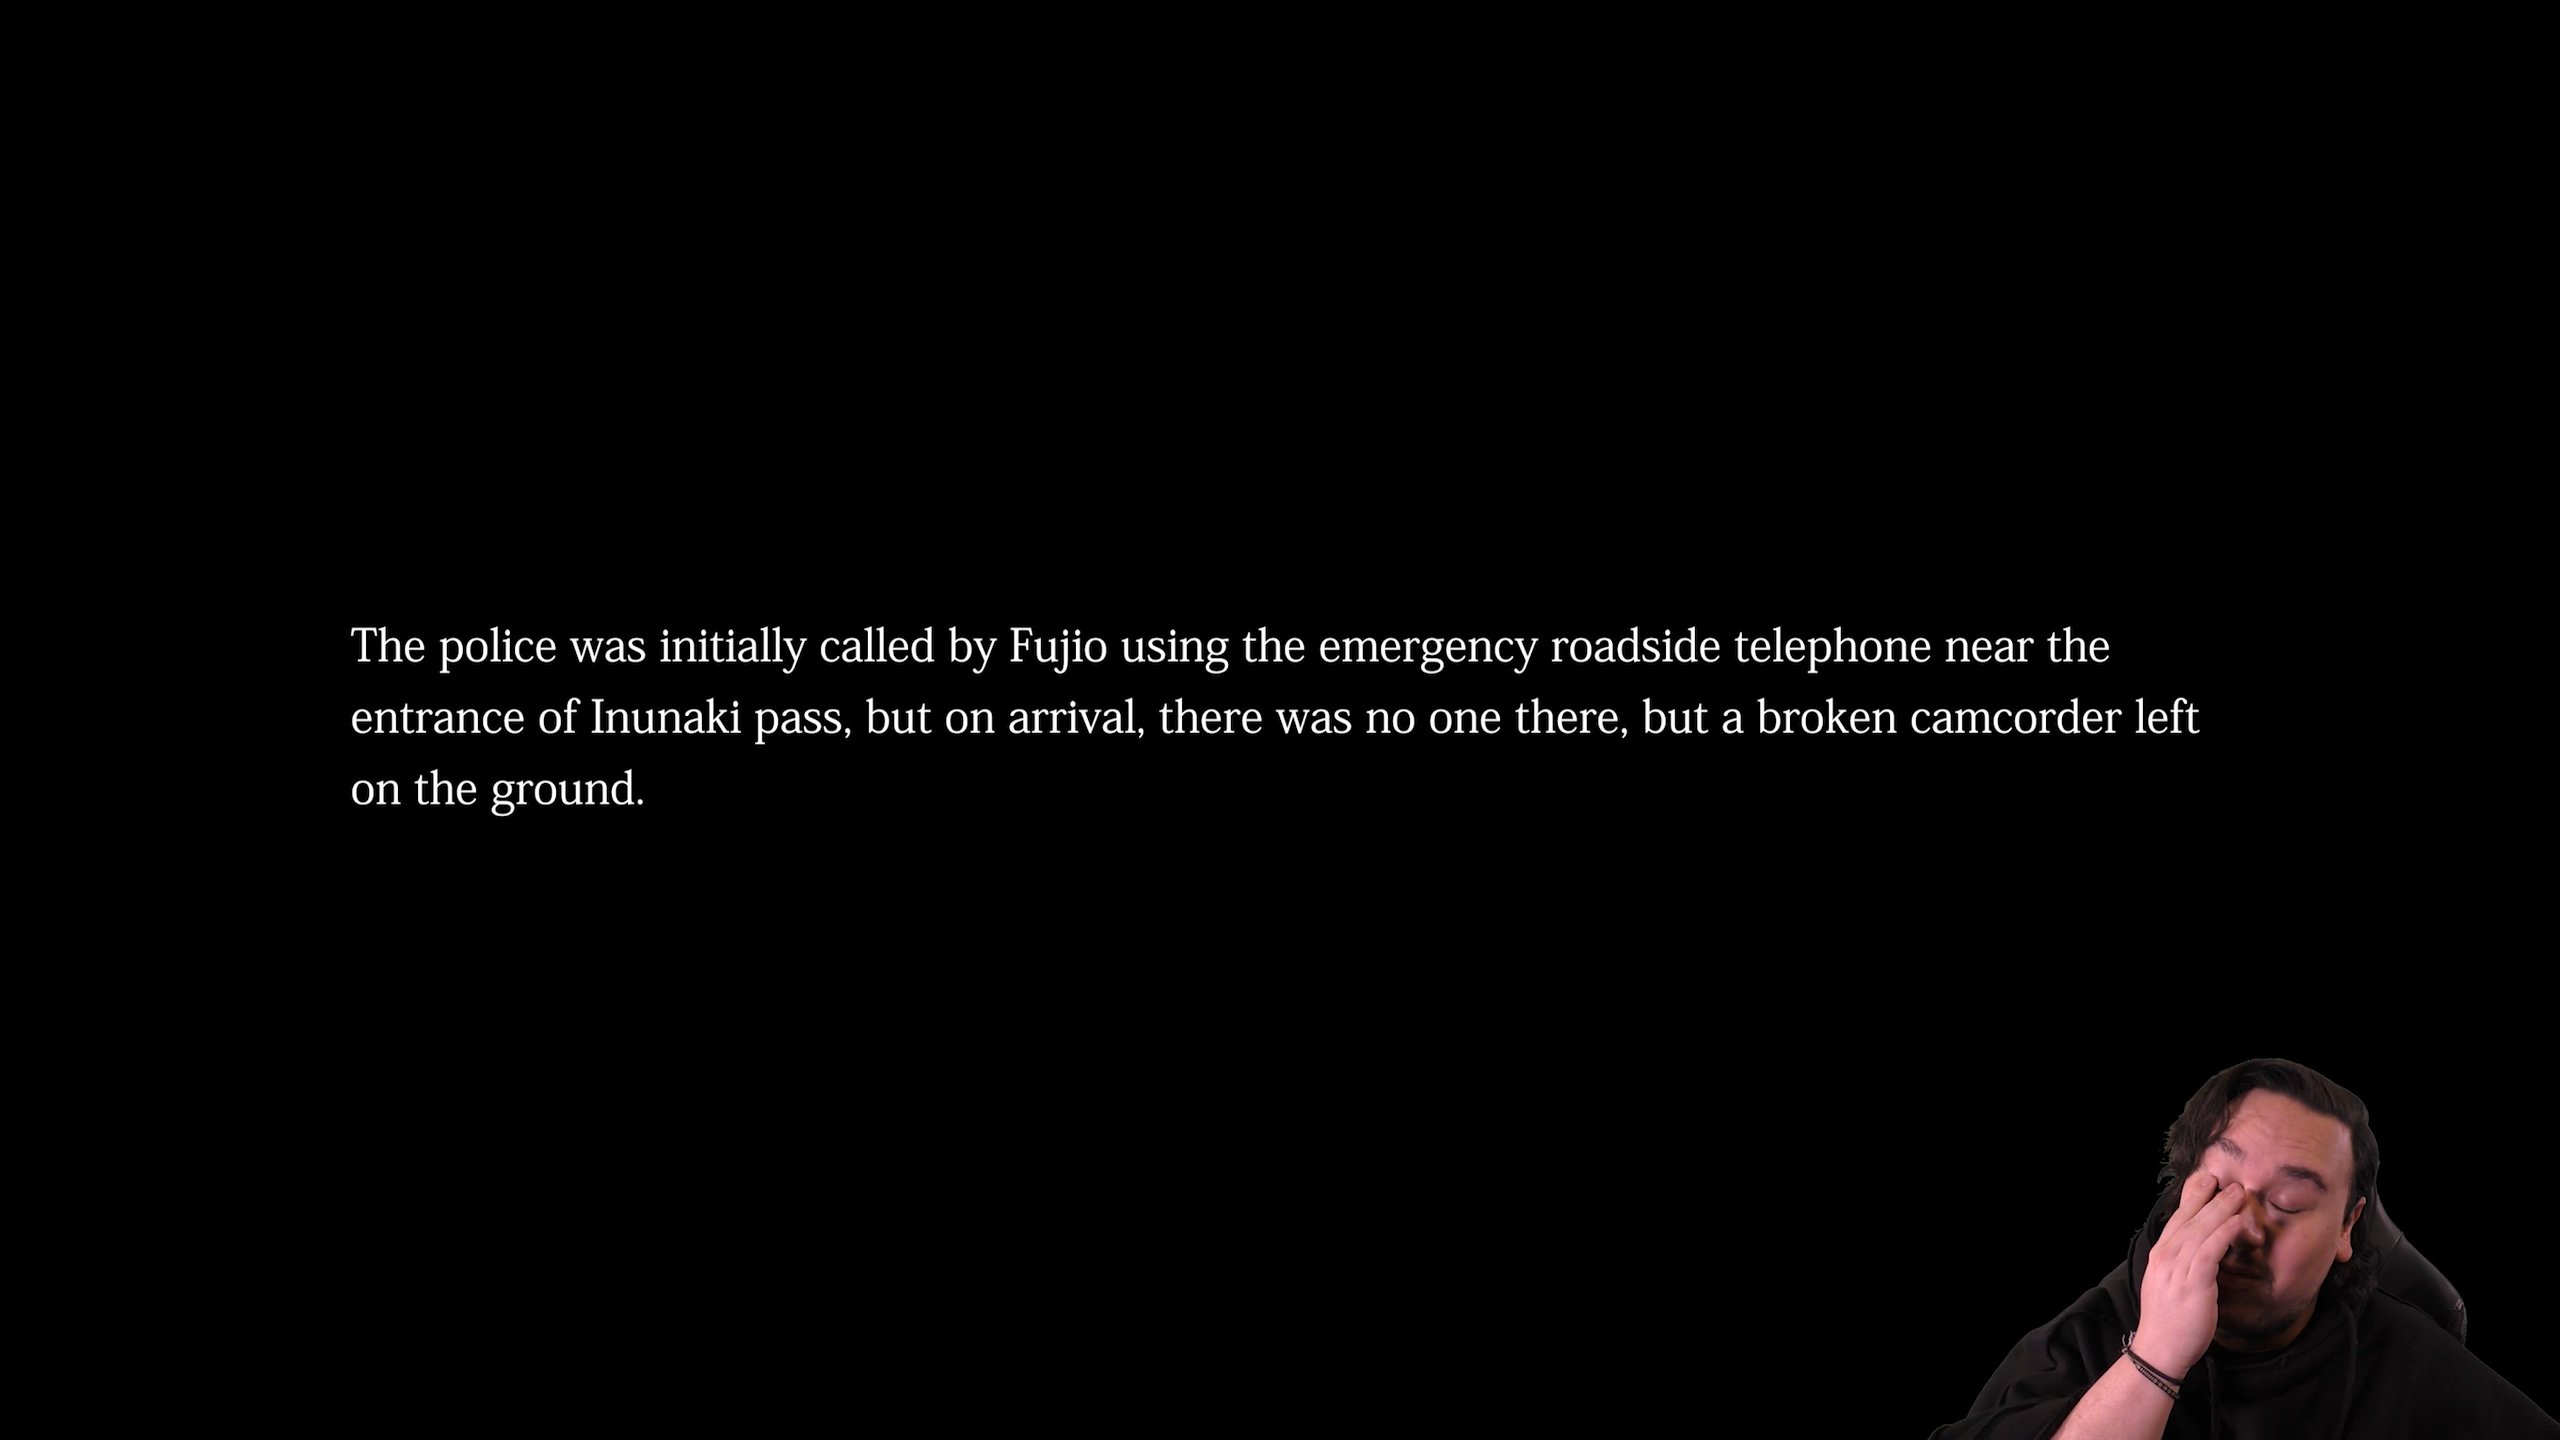 The police was initially called by Fujio using the emergency roadside telephone near the
entrance of Inunaki pass, but on arrival, there was no one there, but a broken camcorder left
on the ground.